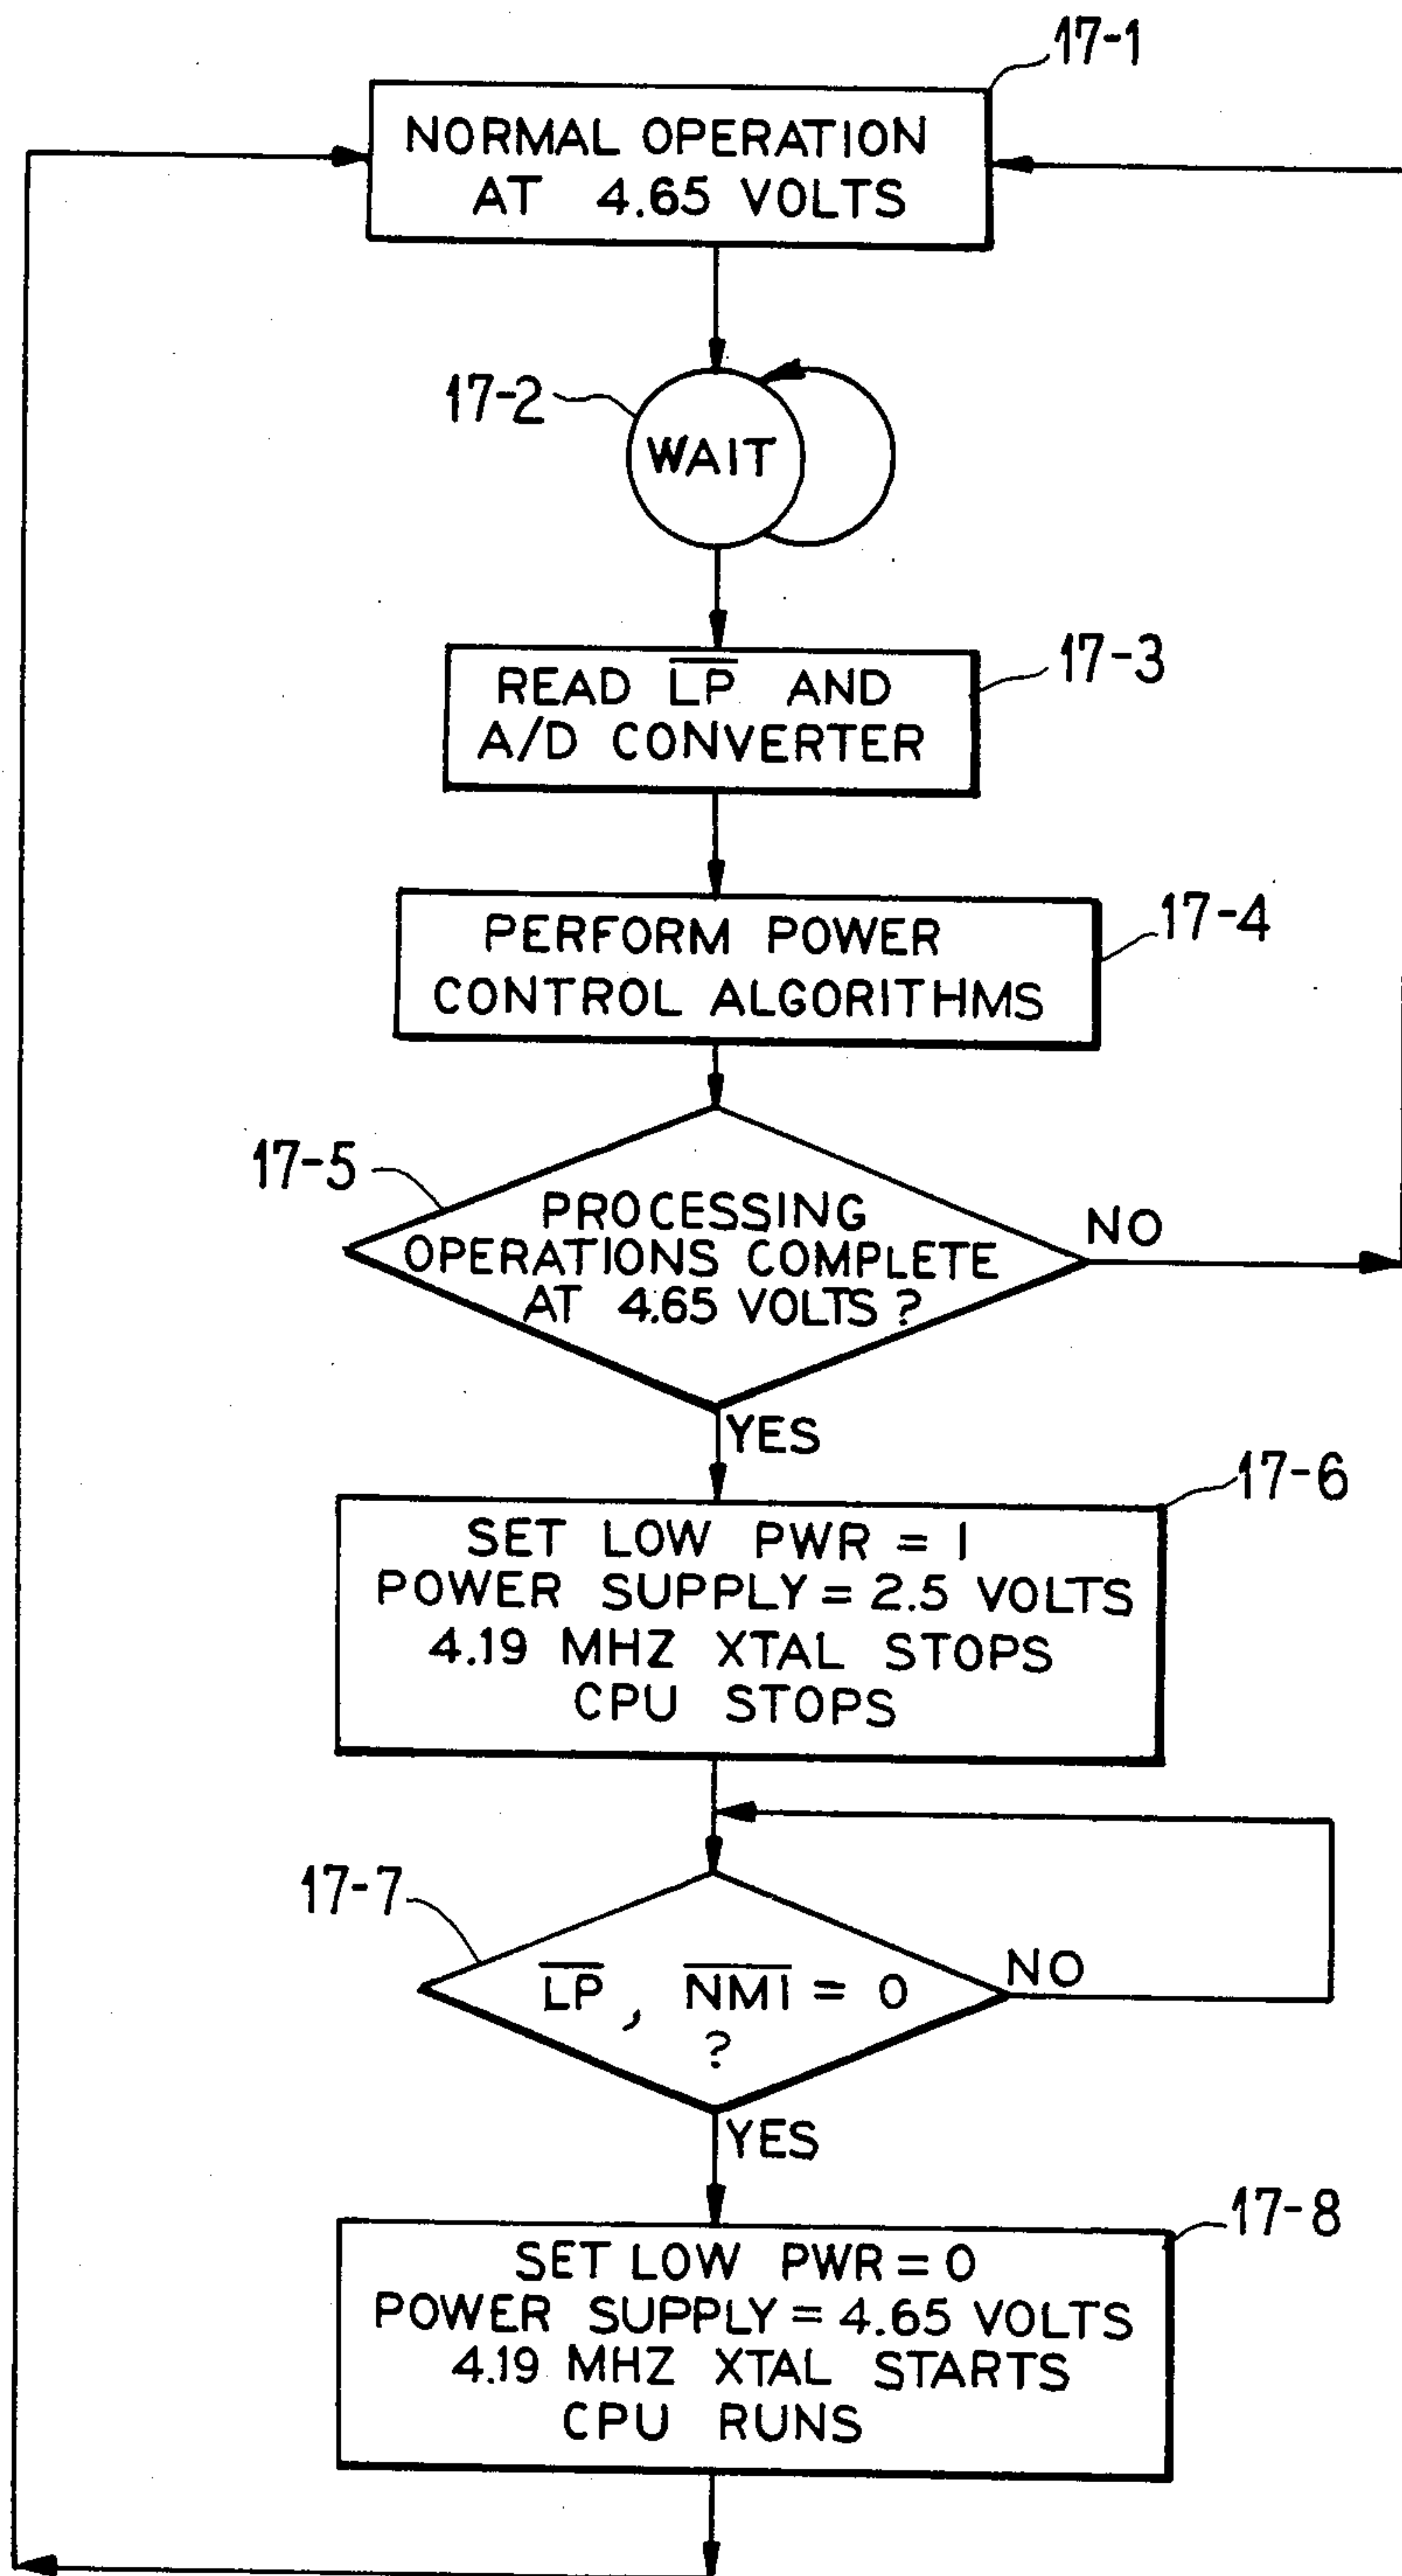 17-1
NORMAL OPERATION
AT 4.65 VOLTS
17-2
WAIT
17-3
READ L̅P̅ AND
A/D CONVERTER
17-4
PERFORM POWER
CONTROL ALGORITHMS
17-5
PROCESSING
OPERATIONS COMPLETE
AT 4.65 VOLTS?
NO
YES
17-6
SET LOW PWR = 1
POWER SUPPLY = 2.5 VOLTS
4.19 MHZ XTAL STOPS
CPU STOPS
17-7
L̅P̅, N̅M̅I̅ = 0
?
NO
YES
17-8
SET LOW PWR = 0
POWER SUPPLY = 4.65 VOLTS
4.19 MHZ XTAL STARTS
CPU RUNS